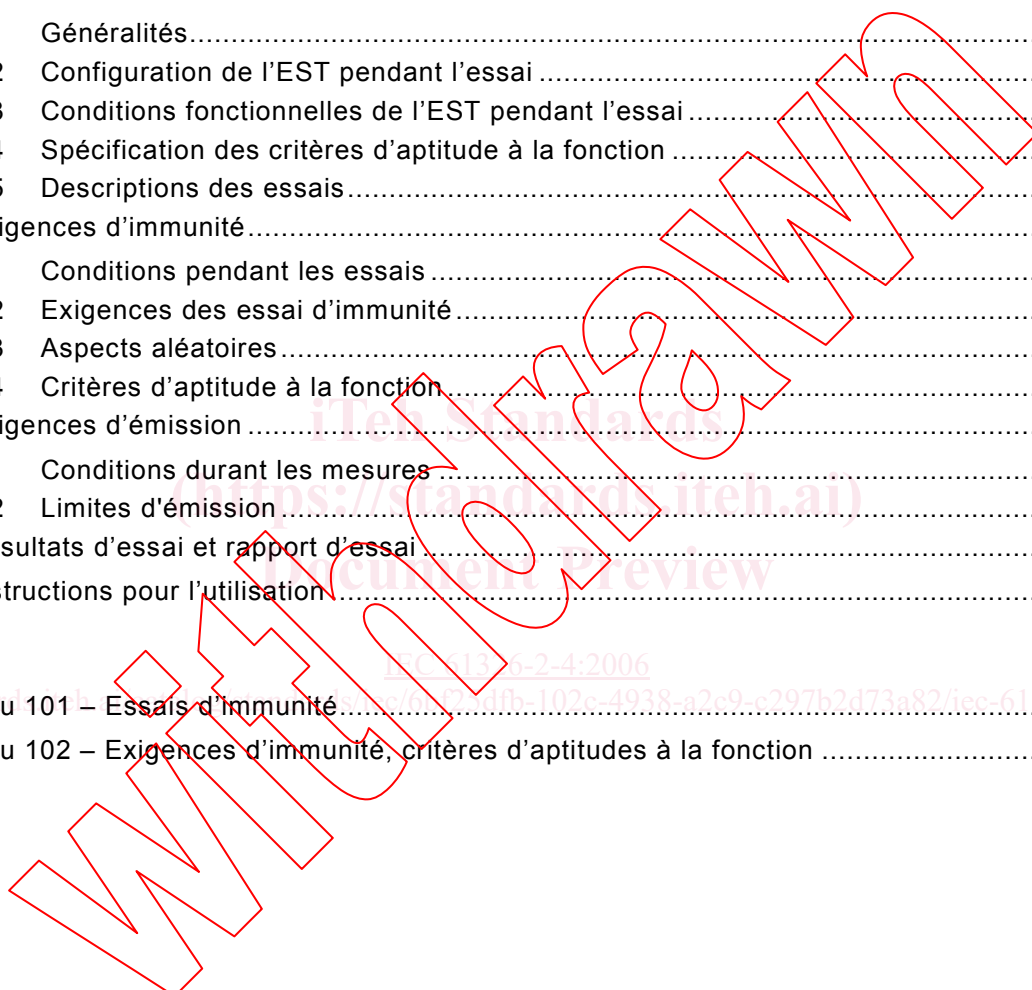 Généralités
2 Configuration de l’EST pendant l’essai
3 Conditions fonctionnelles de l’EST pendant l’essai
4 Spécification des critères d’aptitude à la fonction
5 Descriptions des essais
igences d’immunité
Conditions pendant les essais
2 Exigences des essai d’immunité
3 Aspects aléatoires
4 Critères d’aptitude à la fonction
iTeh Standards
igences d’émission
Conditions durant les mesures
(https://standards.iteh.ai)
2 Limites d'émission
sultats d’essai et rapport d’essai
Document Preview
structions pour l’utilisation
IEC 61326-2-4:2006
u 101 – Essais d’immunité
u 102 – Exigences d’immunité, critères d’aptitudes à la fonction
withdrawn